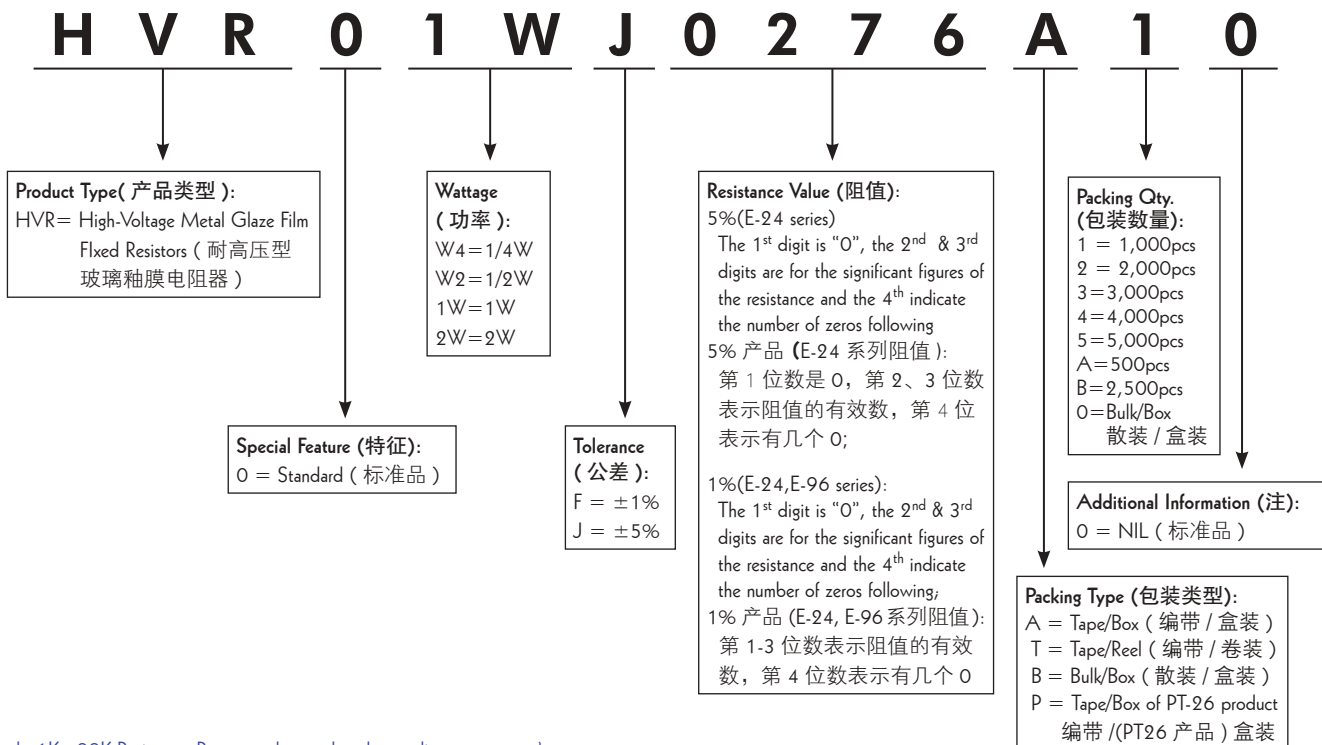 HVR01WJ0276A10
Product Type( 产品类型 ):
HVR= High-Voltage Metal Glaze Film
FIxed Resistors ( 耐高压型
玻璃釉膜电阻器 )
Special Feature (特征):
0 = Standard ( 标准品 )
Wattage
( 功率 ):
W4=1/4W
W2=1/2W
1W=1W
2W=2W
Tolerance
( 公差 ):
F = ±1%
J = ±5%
Resistance Value (阻值):
5%(E-24 series)
The 1st digit is “0”, the 2nd & 3rd
digits are for the significant figures of
the resistance and the 4th indicate
the number of zeros following
5% 产品 (E-24 系列阻值 ):
第 1 位数是 0，第 2、3 位数
表示阻值的有效数，第 4 位
表示有几个 0;
1%(E-24,E-96 series):
The 1st digit is “0”, the 2nd & 3rd
digits are for the significant figures of
the resistance and the 4th indicate
the number of zeros following;
1% 产品 (E-24, E-96 系列阻值):
第 1-3 位数表示阻值的有效
数，第 4 位数表示有几个 0
Packing Qty.
(包装数量):
1 = 1,000pcs
2 = 2,000pcs
3=3,000pcs
4=4,000pcs
5=5,000pcs
A=500pcs
B=2,500pcs
0=Bulk/Box
散装 / 盒装
Additional Information (注):
0 = NIL ( 标准品 )
Packing Type (包装类型):
A = Tape/Box ( 编带 / 盒装 )
T = Tape/Reel ( 编带 / 卷装 )
B = Bulk/Box ( 散装 / 盒装 )
P = Tape/Box of PT-26 product
编带 /(PT26 产品 ) 盒装